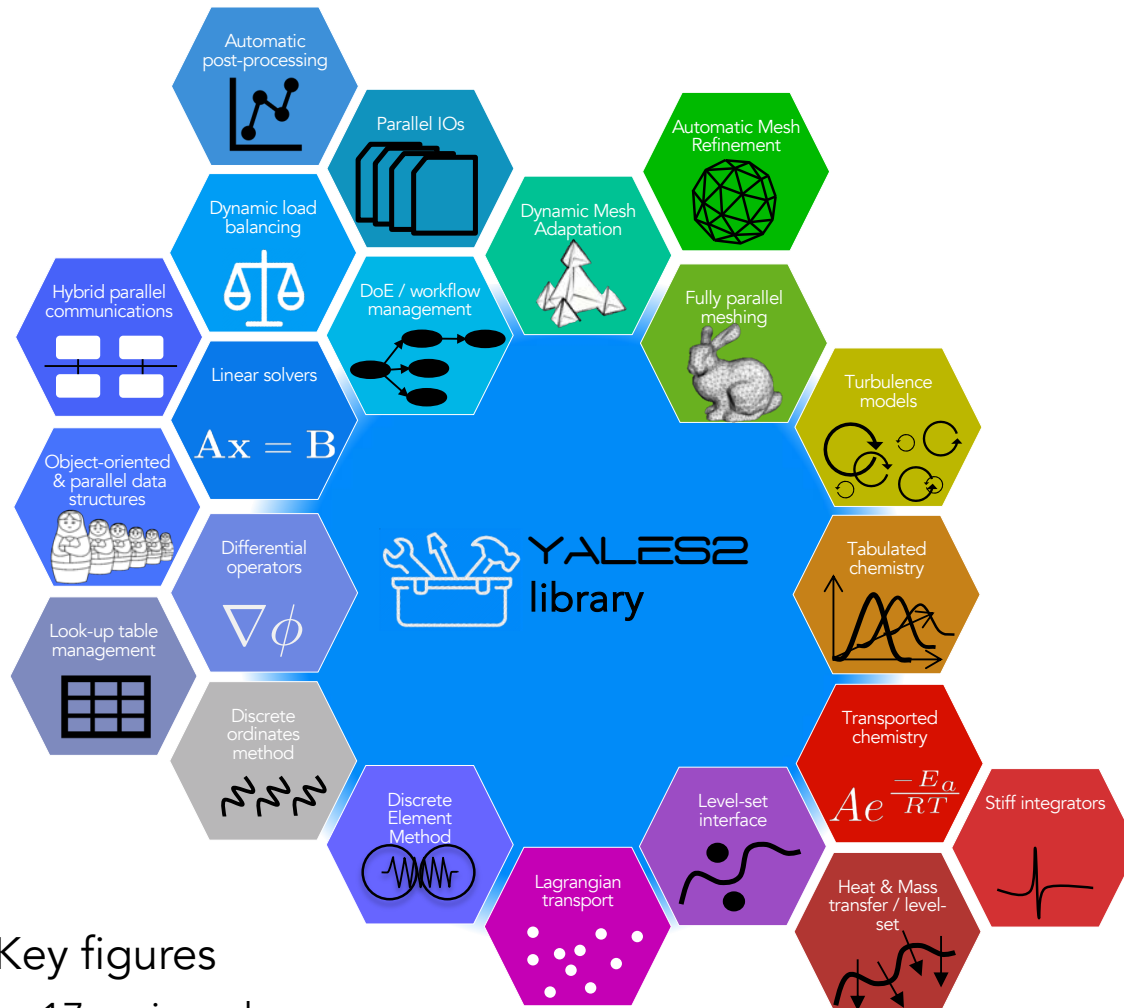 Automatic
post-processing
Parallel IOs
Automatic Mesh
Refinement
Dynamic load
balancing
Dynamic Mesh
Adaptation
Hybrid parallel
communications
DoE / workflow
management
Fully parallel
meshing
Linear solvers
Ax = B
Turbulence
models
Object-oriented
& parallel data
structures
Differential
operators
∇φ
YALES2
library
Tabulated
chemistry
Look-up table
management
Discrete
ordinates
method
Transported
chemistry
Ae^{\frac{-E_a}{RT}}
Discrete
Element
Method
Level-set
interface
Stiff integrators
Lagrangian
transport
Heat & Mass
transfer / level-
set
Key figures